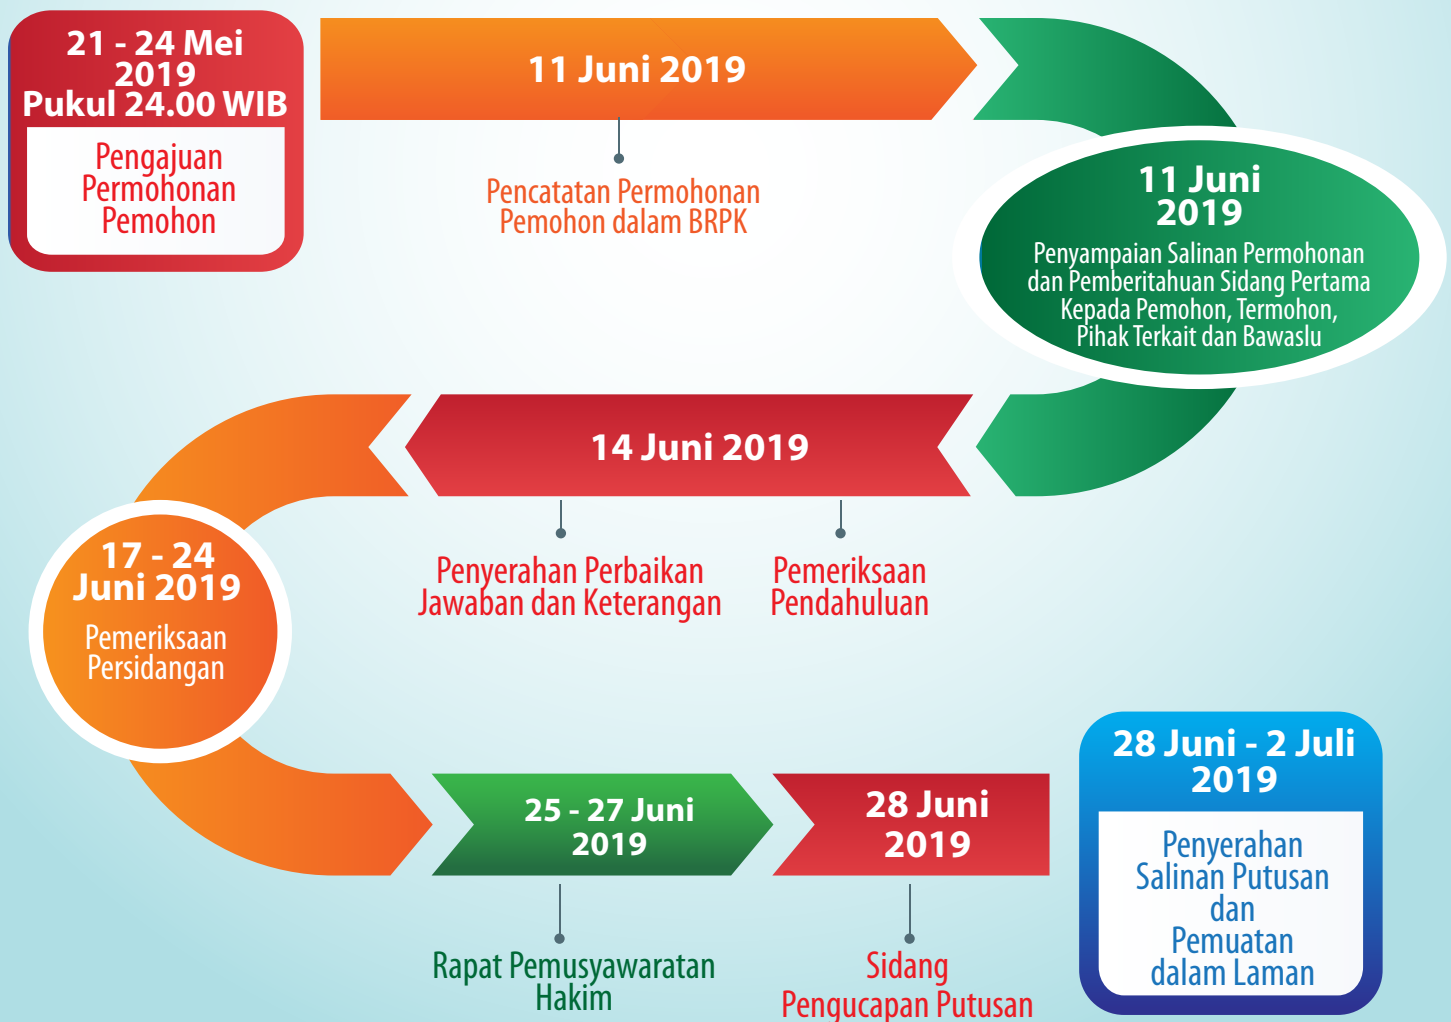 21 - 24 Mei
2019
Pukul 24.00 WIB
Pengajuan
Permohonan
Pemohon
11 Juni 2019
Pencatatan Permohonan
Pemohon dalam BRPK
11 Juni
2019
Penyampaian Salinan Permohonan
dan Pemberitahuan Sidang Pertama
Kepada Pemohon, Termohon,
Pihak Terkait dan Bawaslu
14 Juni 2019
Penyerahan Perbaikan
Jawaban dan Keterangan
Pemeriksaan
Pendahuluan
17 - 24
Juni 2019
Pemeriksaan
Persidangan
25 - 27 Juni
2019
Rapat Pemusyawaratan
Hakim
28 Juni
2019
Sidang
Pengucapan Putusan
28 Juni - 2 Juli
2019
Penyerahan
Salinan Putusan
dan
Pemuatan
dalam Laman